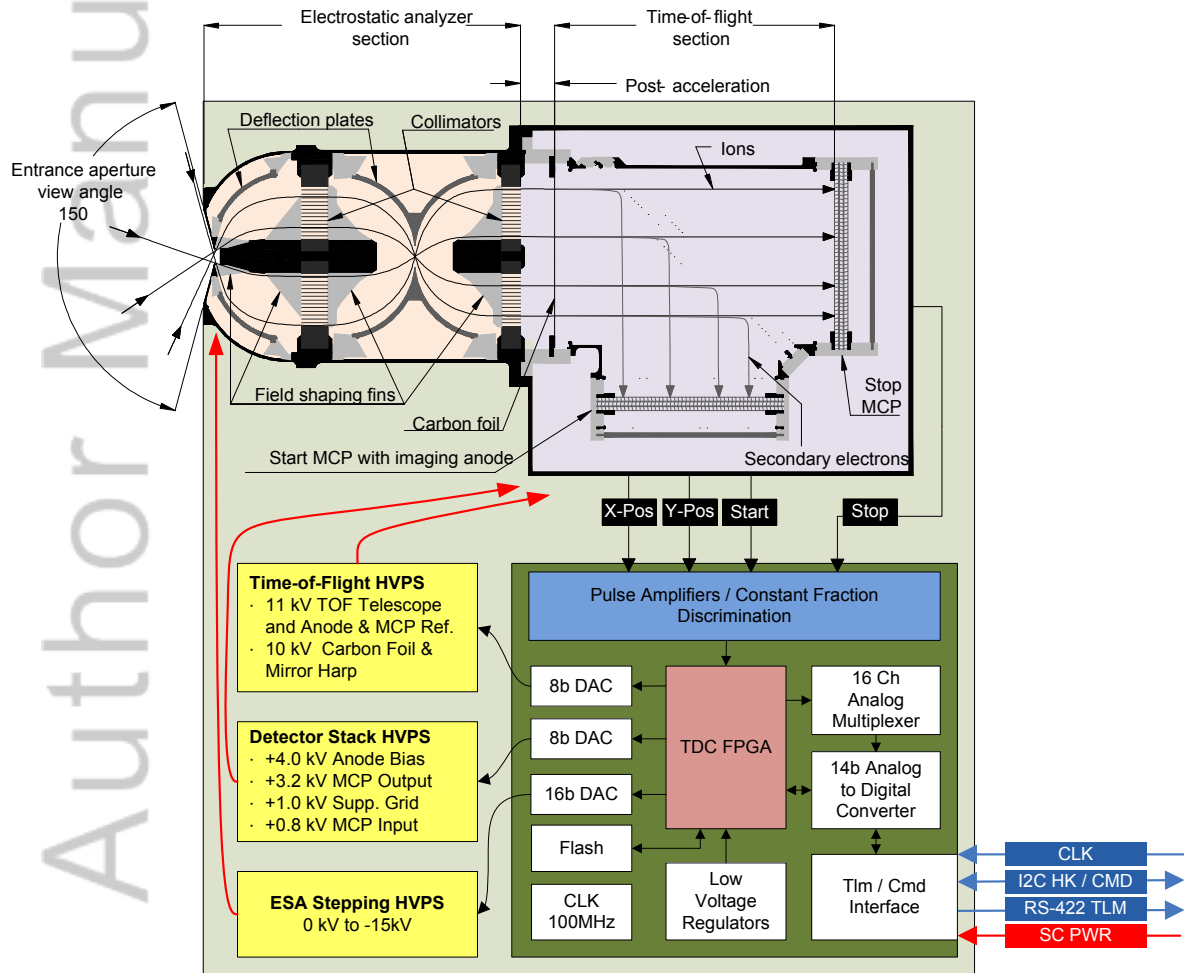 Author Manu
Electrostatic analyzer
section
Time-of-flight
section
Post- acceleration
Deflection plates
Collimators
Ions
Entrance aperture
view angle
150
Field shaping fins
Carbon foil
Start MCP with imaging anode
Secondary electrons
Stop
MCP
X-Pos
Y-Pos
Start
Stop
Time-of-Flight HVPS
· 11 kV TOF Telescope
and Anode & MCP Ref.
· 10 kV Carbon Foil &
Mirror Harp
Detector Stack HVPS
· +4.0 kV Anode Bias
· +3.2 kV MCP Output
· +1.0 kV Supp. Grid
· +0.8 kV MCP Input
ESA Stepping HVPS
0 kV to -15kV
Pulse Amplifiers / Constant Fraction
Discrimination
8b DAC
8b DAC
16b DAC
Flash
CLK
100MHz
TDC FPGA
Low
Voltage
Regulators
16 Ch
Analog
Multiplexer
14b Analog
to Digital
Converter
Tlm / Cmd
Interface
CLK
I2C HK / CMD
RS-422 TLM
SC PWR